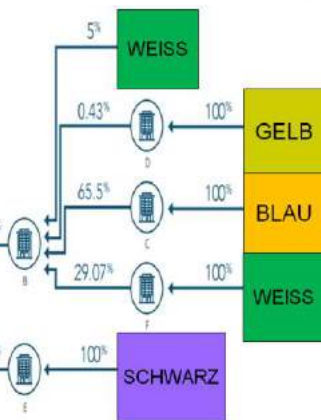 5%
WEISS
0.43%
100%
D
GELB
65.5%
100%
C
BLAU
B
29.07%
100%
F
WEISS
100%
E
SCHWARZ